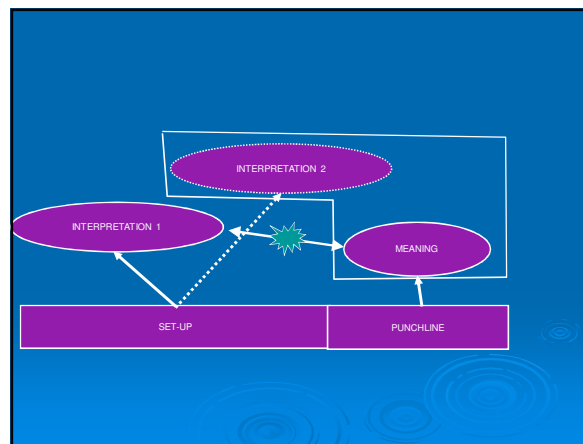 INTERPRETATION 2
INTERPRETATION 1
MEANING
SET-UP
PUNCHLINE